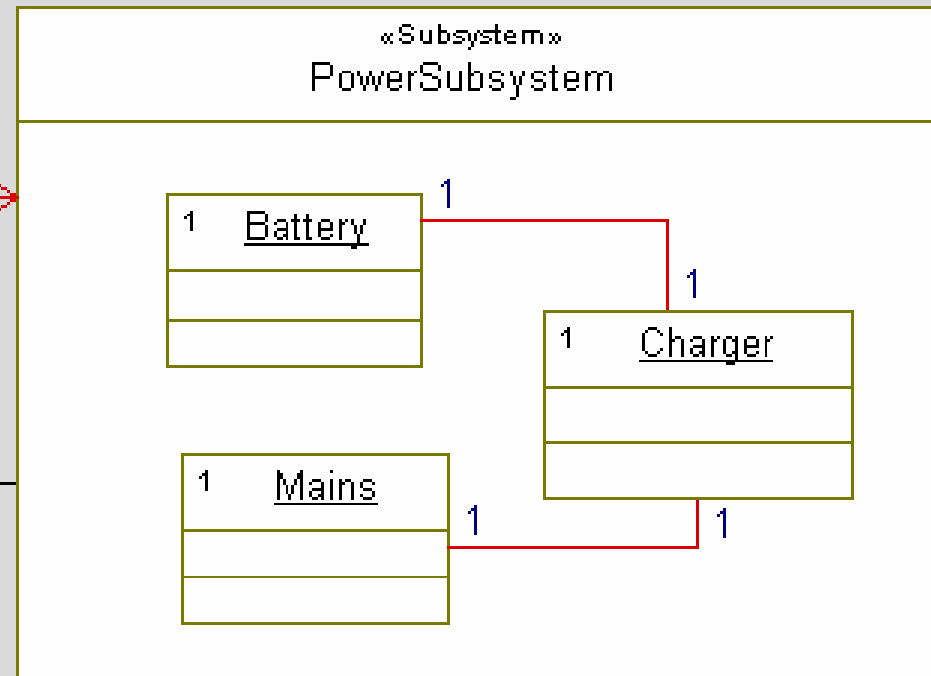 «Subsystem»
PowerSubsystem
1 Battery
1
1
1 Charger
1 Mains
1
1